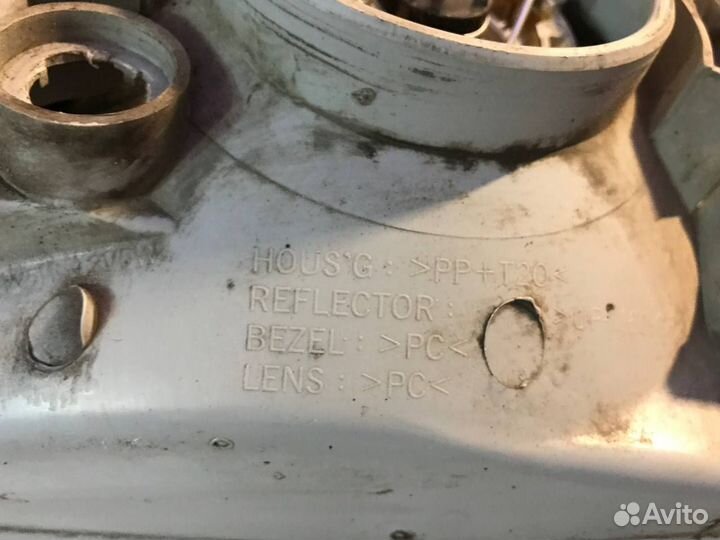 HOUS'G : >PP+T20<
REFLECTOR :
BEZEL : >PC<
LENS : >PC<
Avito